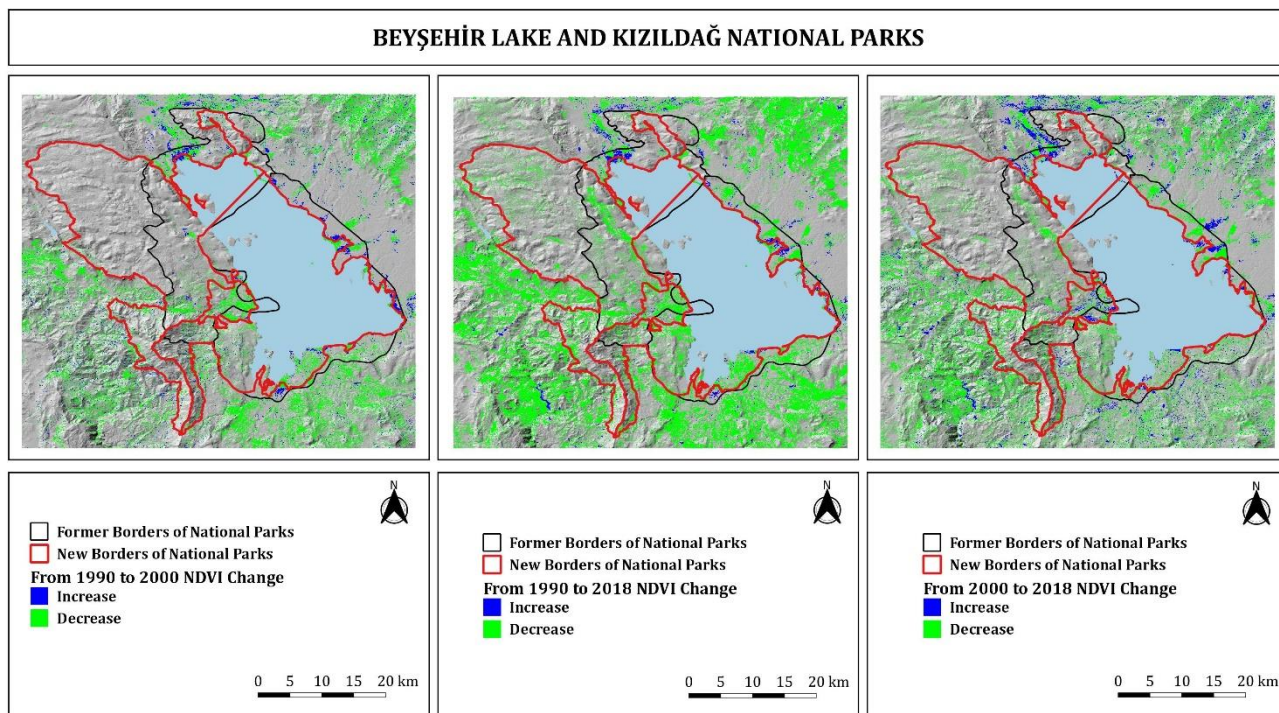 BEYŞEHİR LAKE AND KIZILDAĞ NATIONAL PARKS
N
Former Borders of National Parks
New Borders of National Parks
From 1990 to 2000 NDVI Change
Increase
Decrease
0 5 10 15 20 km
N
Former Borders of National Parks
New Borders of National Parks
From 1990 to 2018 NDVI Change
Increase
Decrease
0 5 10 15 20 km
N
Former Borders of National Parks
New Borders of National Parks
From 2000 to 2018 NDVI Change
Increase
Decrease
0 5 10 15 20 km